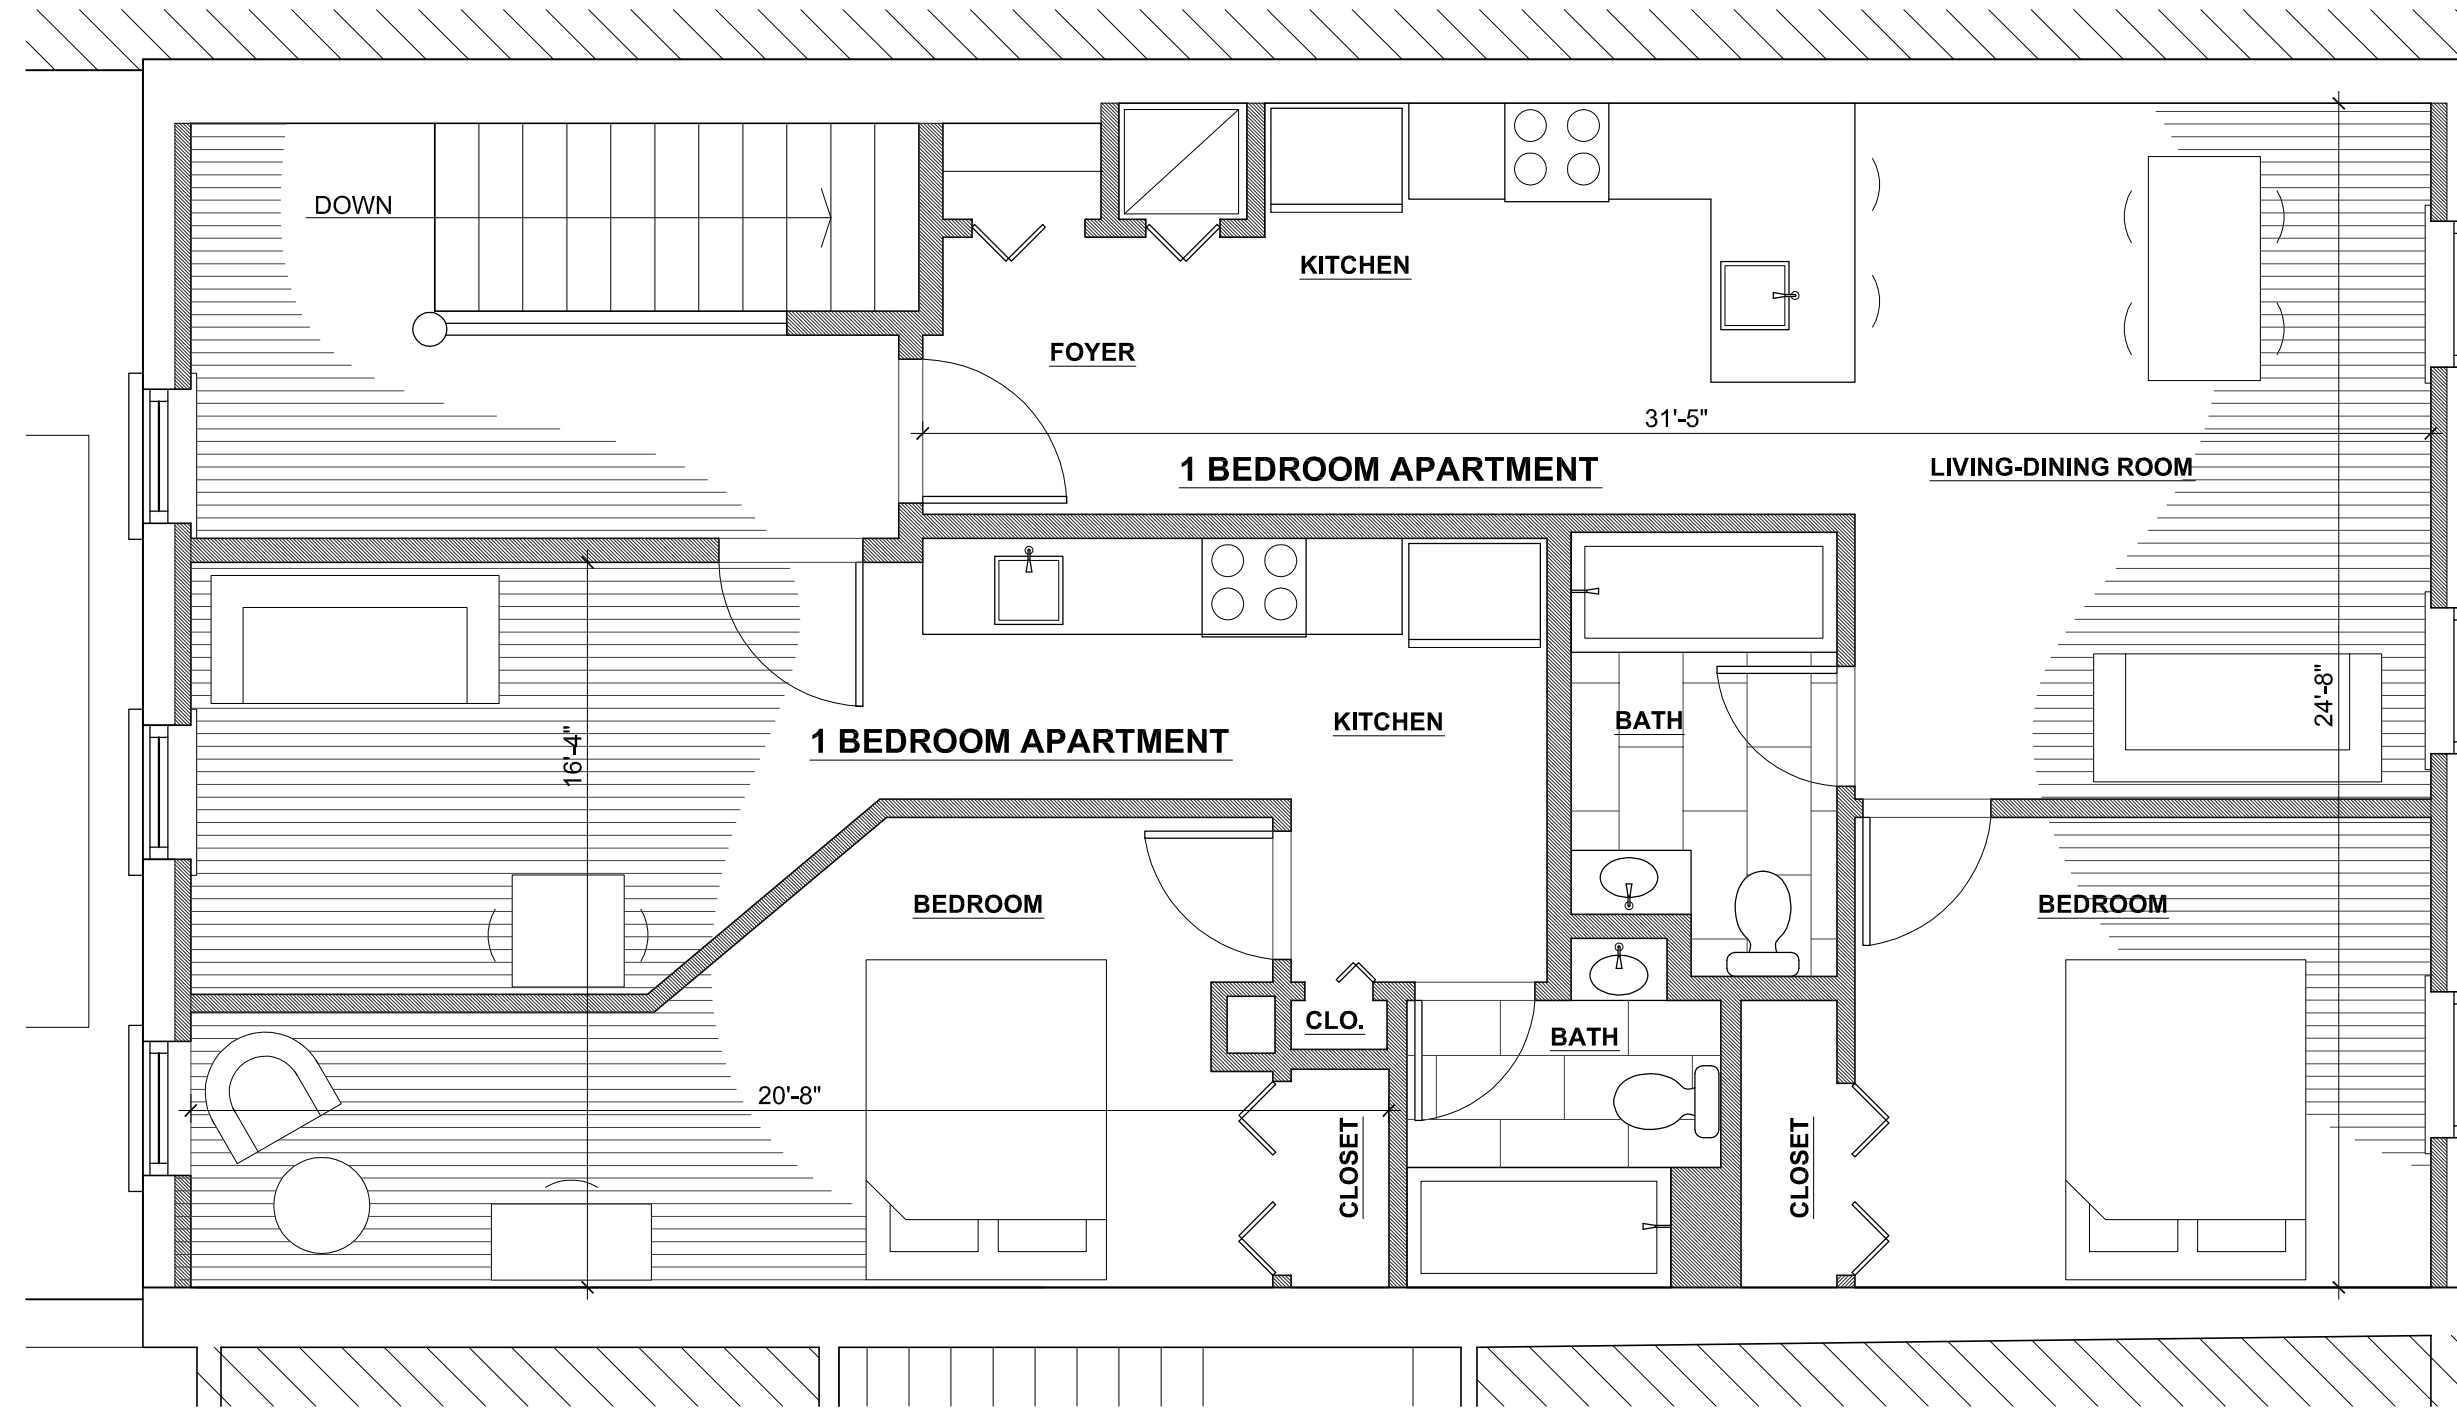 DOWN
KITCHEN
FOYER
31'-5"
1 BEDROOM APARTMENT
LIVING-DINING ROOM
24'-8"
16'-4"
1 BEDROOM APARTMENT
KITCHEN
BATH
BEDROOM
BEDROOM
CLO.
BATH
20'-8"
CLOSET
CLOSET